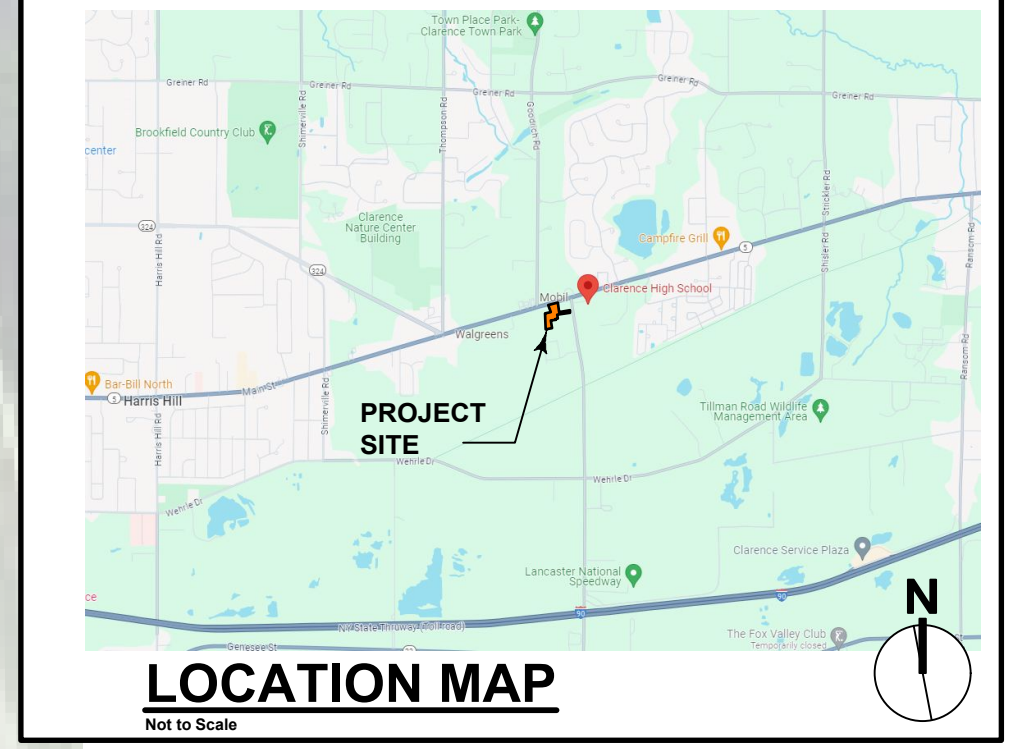 Town Place Park-
Clarence Town Park
Greiner Rd
Greiner Rd
Greiner Rd
Greiner Rd
Greiner Rd
Shimerville Rd
Thompson Rd
Goodrich Rd
Brookfield Country Club
center
Clarence
Nature Center
Building
Strickler Rd
324
Harris Hill Rd
324
Campfire Grill
5
Shisler Rd
Ransom Rd
Mobil
Clarence High School
Walgreens
Bar-Bill North
Main St
5
Harris Hill
Shimerville Rd
Ransom Rd
Harris Hill Rd
PROJECT
SITE
Tillman Road Wildlife
Management Area
Wehrle Dr
Wehrle Dr
Wehrle Dr
Clarence Service Plaza
Lancaster National
Speedway
ce
90
90
N
NY State Thruway (Toll road)
The Fox Valley Club
Temporarily closed
St
Genesee St
LOCATION MAP
Not to Scale